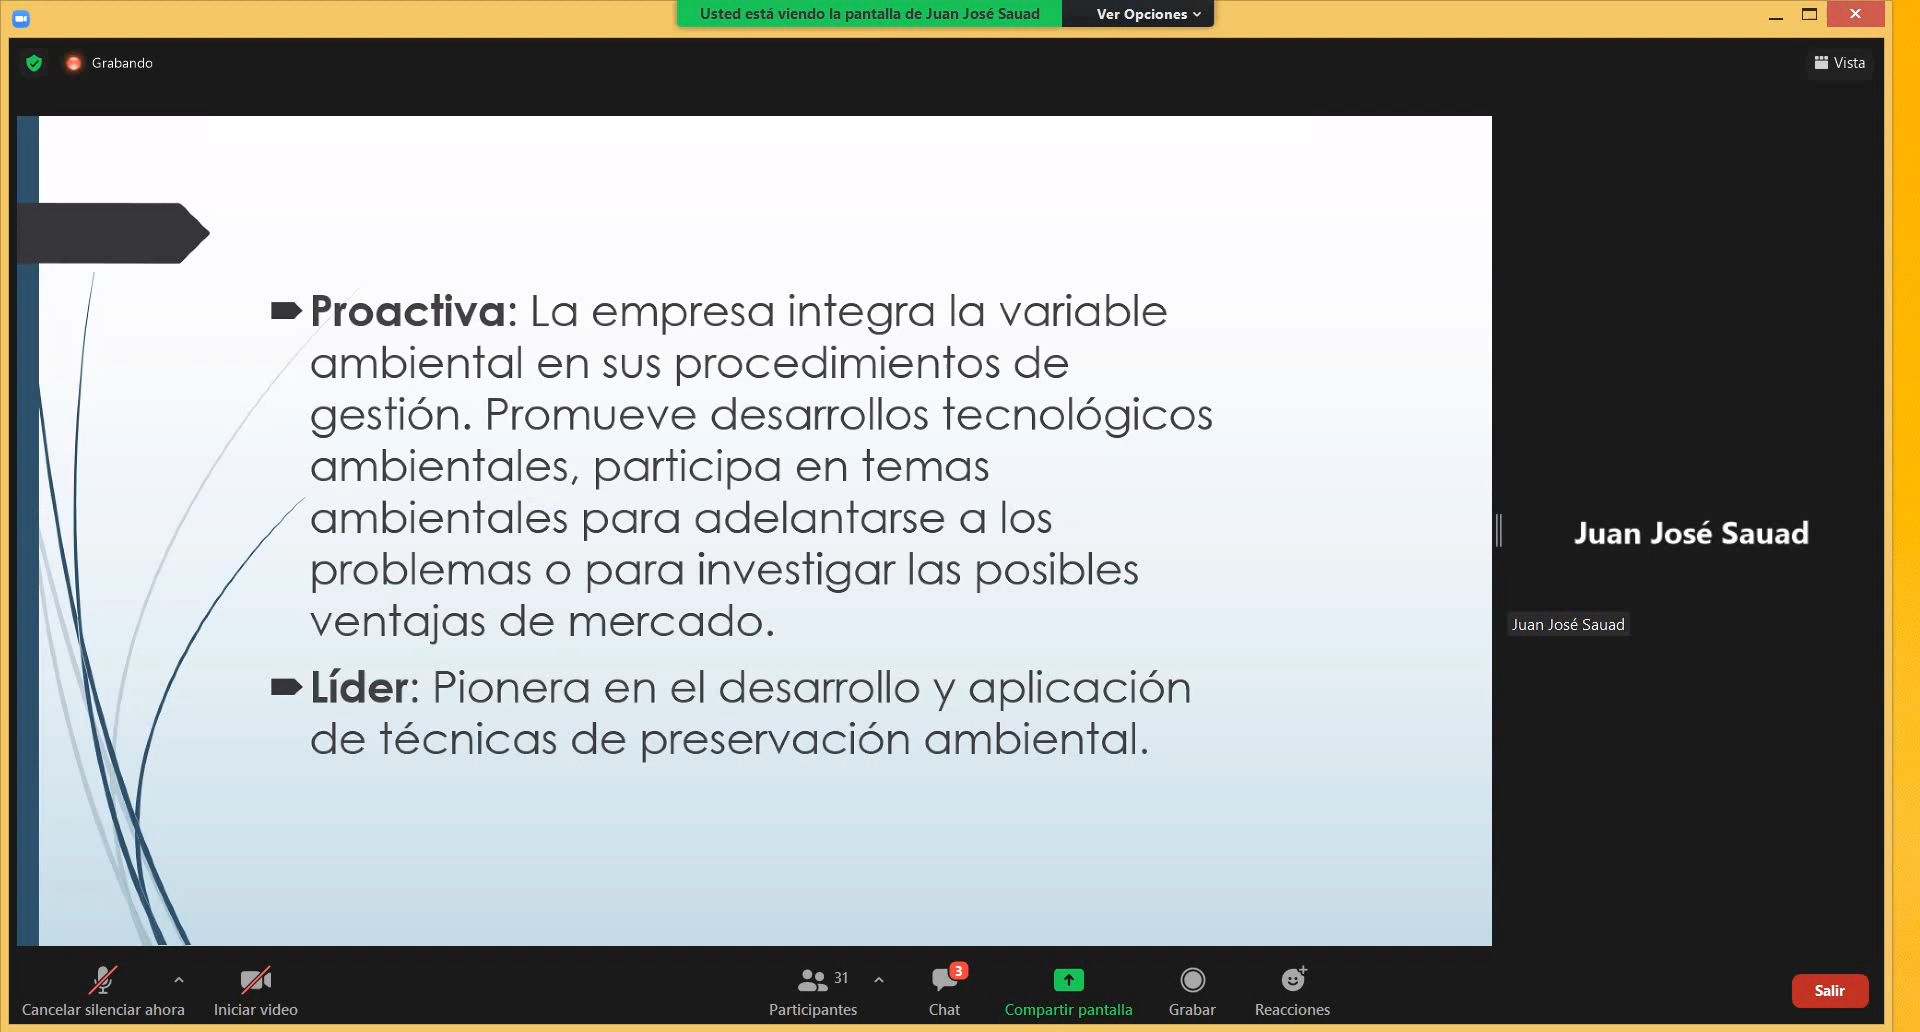 Usted está viendo la pantalla de Juan José Sauad
Ver Opciones
Grabando
Vista
Proactiva: La empresa integra la variable
ambiental en sus procedimientos de
gestión. Promueve desarrollos tecnológicos
ambientales, participa en temas
ambientales para adelantarse a los
problemas o para investigar las posibles
ventajas de mercado.
Líder: Pionera en el desarrollo y aplicación
de técnicas de preservación ambiental.
Juan José Sauad
Juan José Sauad
Cancelar silenciar ahora
Iniciar video
31
Participantes
3
Chat
Compartir pantalla
Grabar
Reacciones
Salir